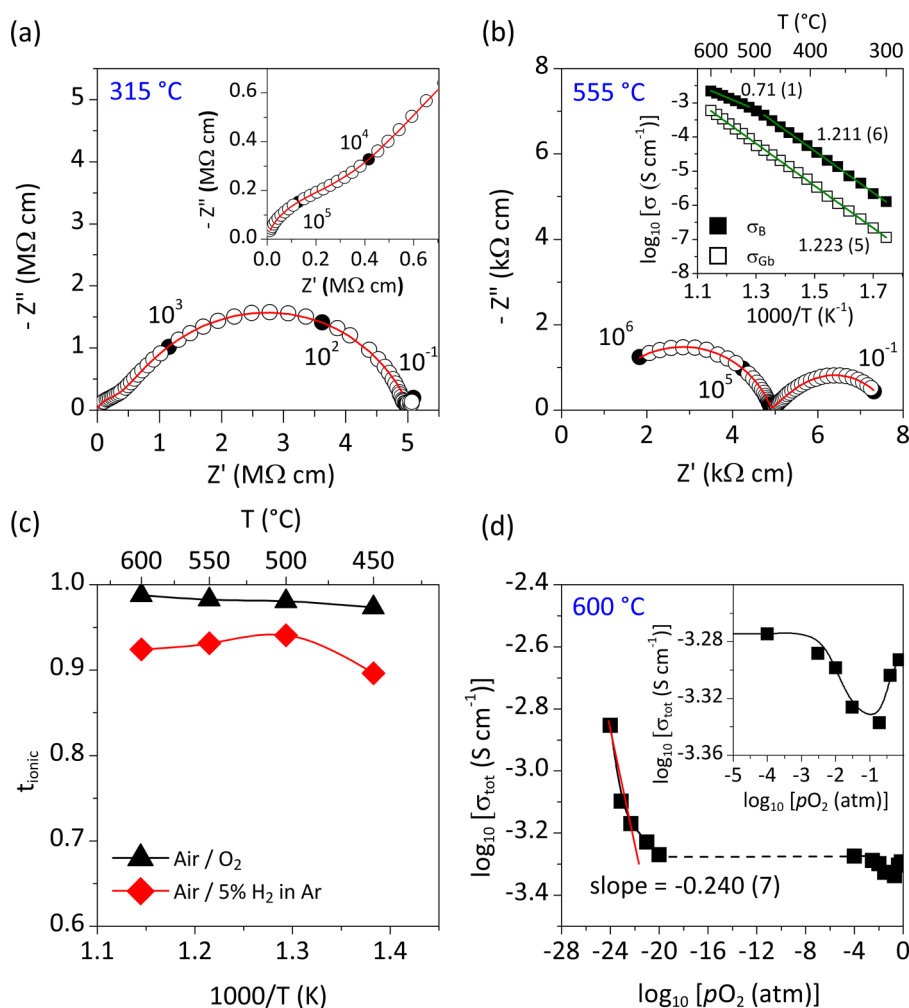 (a)
315 °C
- Z'' (MΩ cm)
5
4
3
2
1
0
0 1 2 3 4 5 6
Z' (MΩ cm)
10³
10²
10⁻¹
- Z'' (MΩ cm)
0.6
0.4
0.2
0.0
0.0 0.2 0.4 0.6
Z' (MΩ cm)
10⁴
10⁵
(b)
555 °C
- Z'' (kΩ cm)
8
6
4
2
0
0 2 4 6 8
Z' (kΩ cm)
10⁶
10⁵
10⁻¹
T (°C)
600 500 400 300
log₁₀ [σ (S cm⁻¹)]
-2
-3
-4
-5
-6
-7
-8
1.1 1.3 1.5 1.7
1000/T (K⁻¹)
0.71 (1)
1.211 (6)
1.223 (5)
σB
σGb
(c)
T (°C)
600 550 500 450
t_ionic
1.0
0.9
0.8
0.7
0.6
Air / O₂
Air / 5% H₂ in Ar
1.1 1.2 1.3 1.4
1000/T (K)
(d)
600 °C
log₁₀ [σtot (S cm⁻¹)]
-2.4
-2.6
-2.8
-3.0
-3.2
-3.4
slope = -0.240 (7)
-28 -24 -20 -16 -12 -8 -4 0
log₁₀ [pO₂ (atm)]
log₁₀ [σtot (S cm⁻¹)]
-3.28
-3.32
-3.36
-5 -4 -3 -2 -1 0
log₁₀ [pO₂ (atm)]